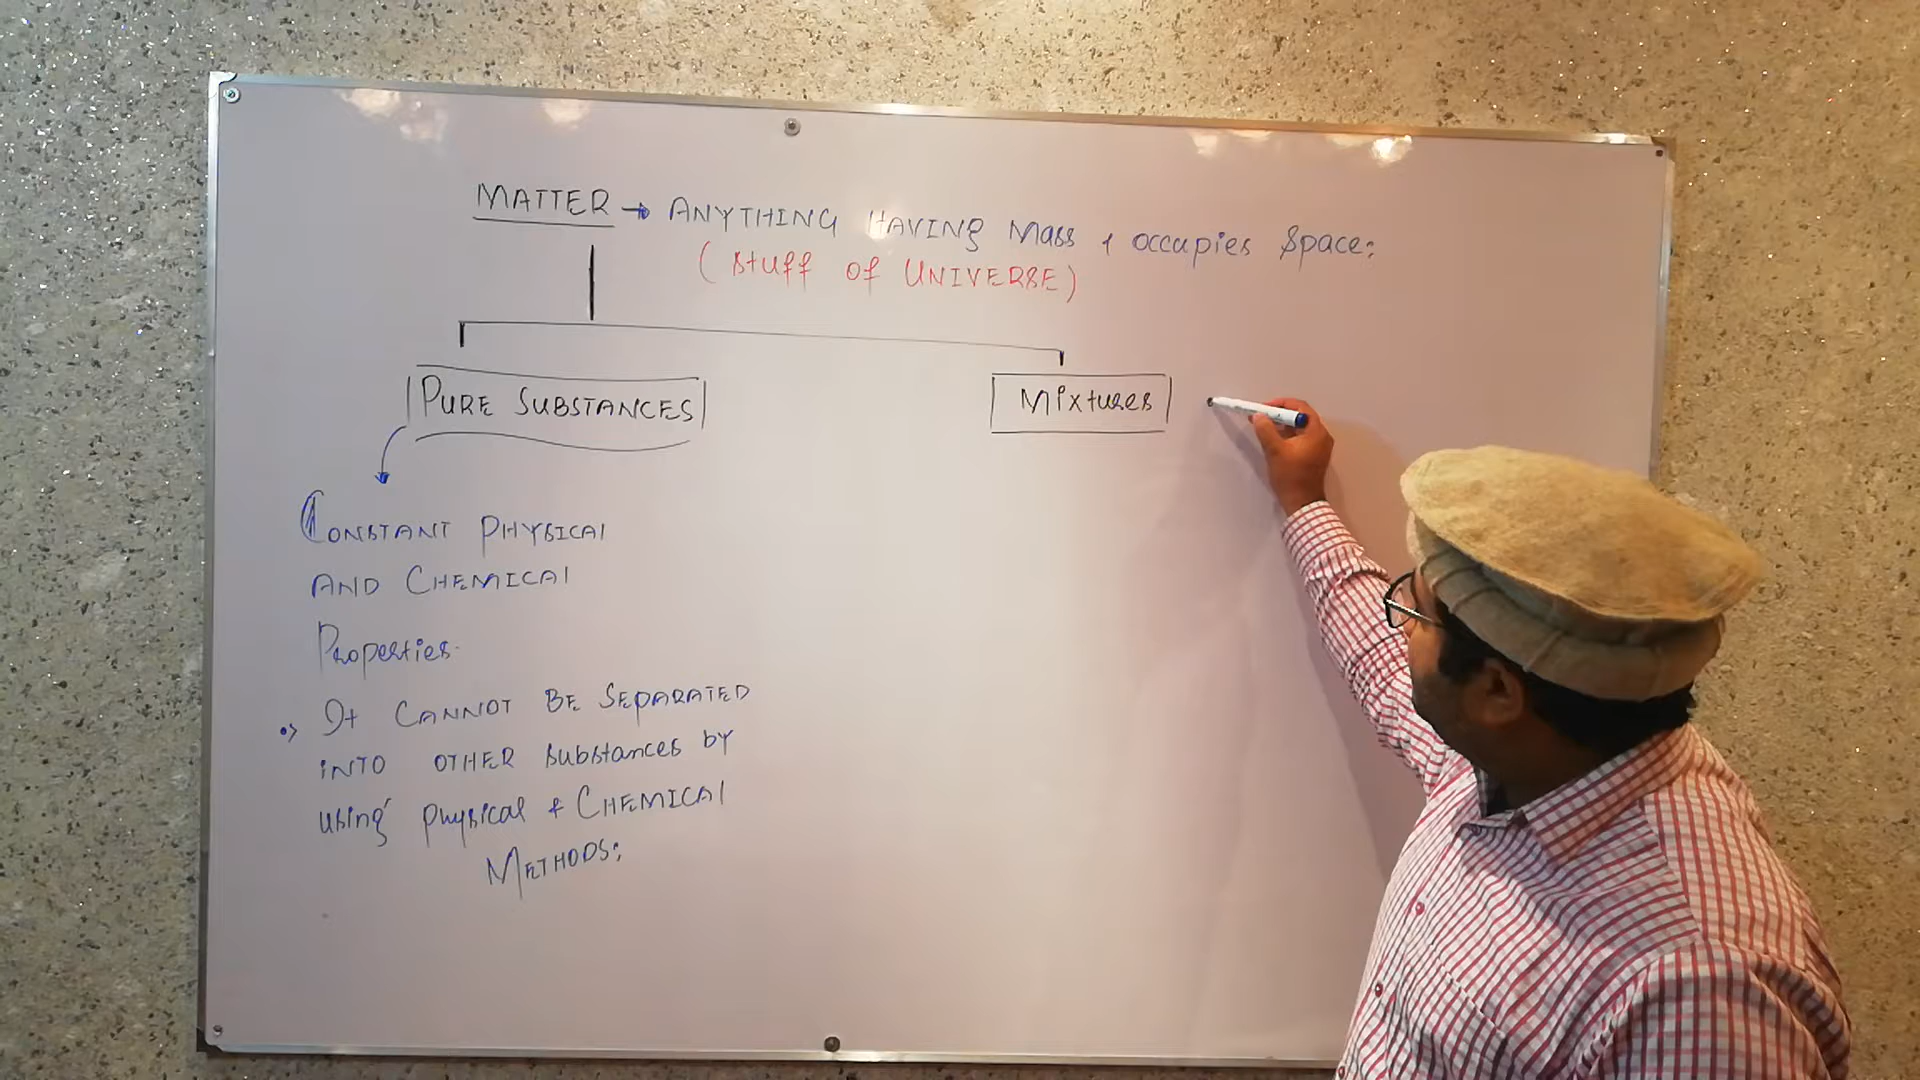 MATTER → ANYTHING HAVING MASS & OCCUPIES SPACE:
(STUFF OF UNIVERSE)
PURE SUBSTANCES
Mixtures
CONSTANT PHYSICAL
AND CHEMICAL
Properties.
It CANNOT BE SEPARATED
INTO OTHER Substances by
using Physical & CHEMICAL
METHODS: